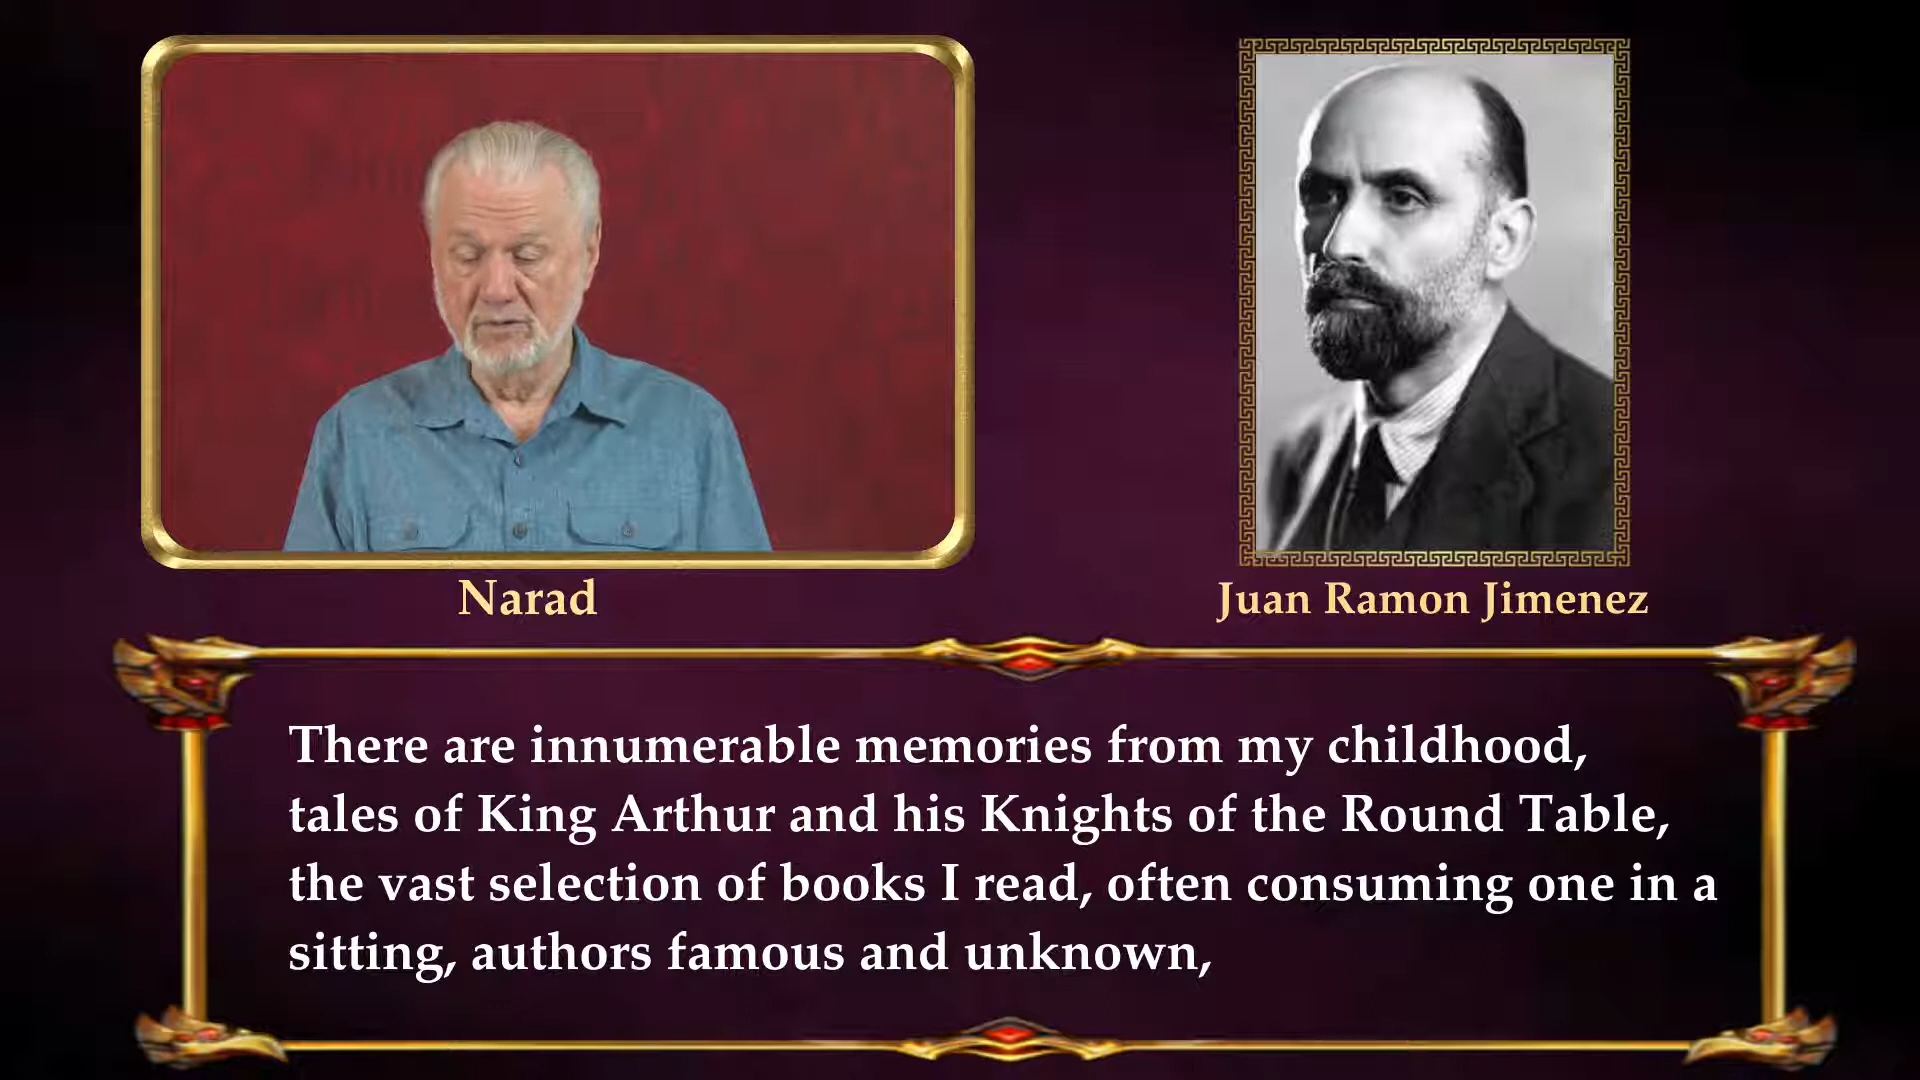 Narad
Juan Ramon Jimenez
There are innumerable memories from my childhood,
tales of King Arthur and his Knights of the Round Table,
the vast selection of books I read, often consuming one in a
sitting, authors famous and unknown,